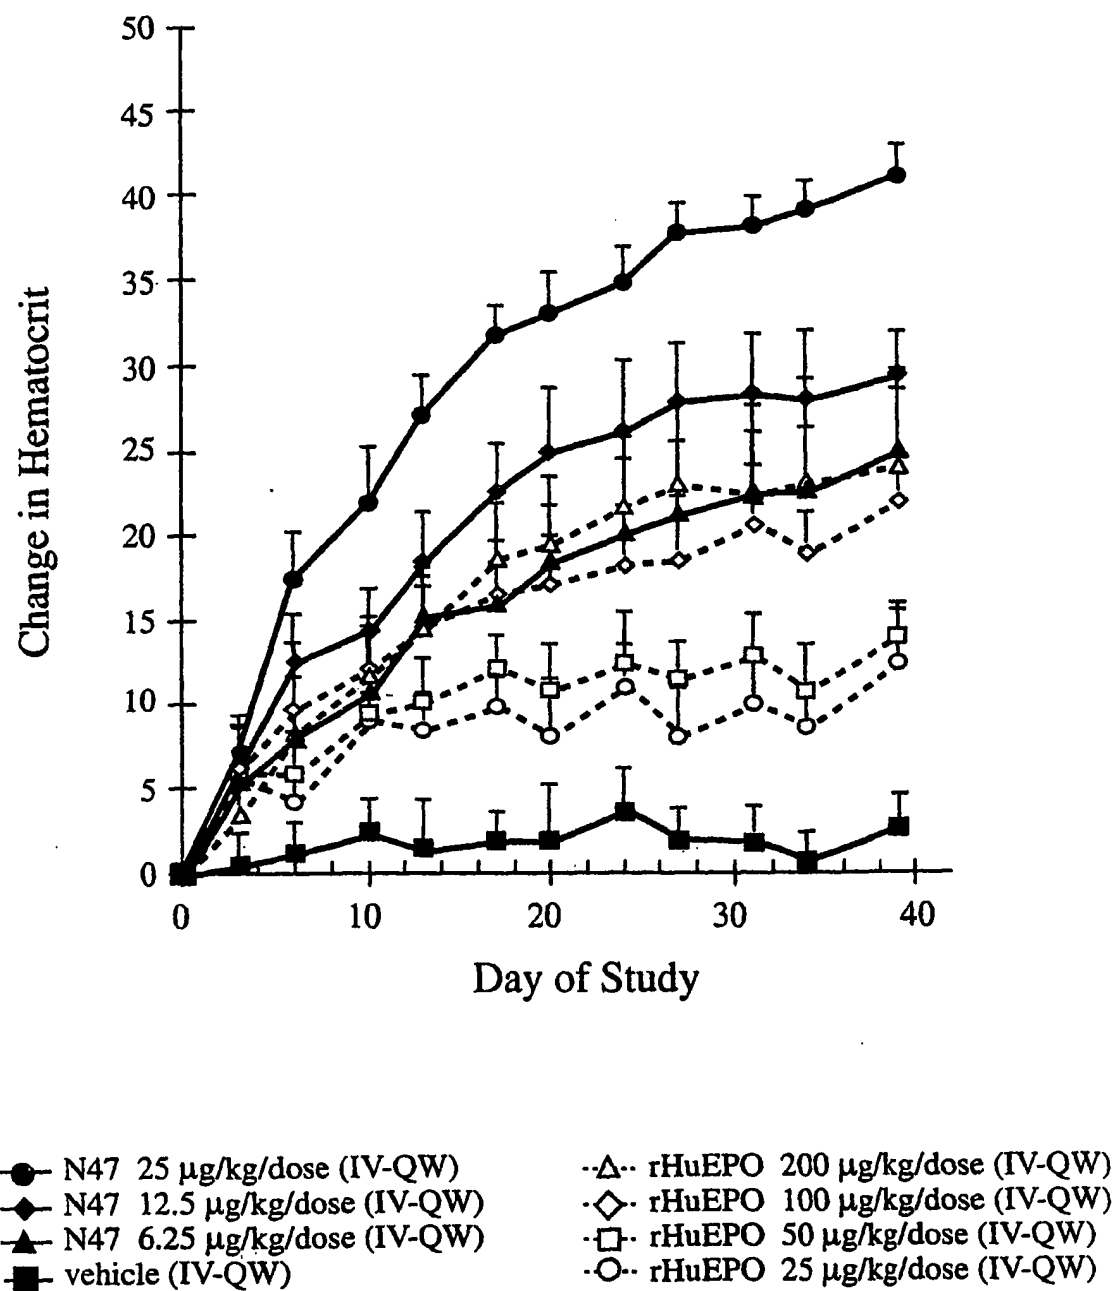 50
45
40
35
30
25
20
15
10
5
0
Change in Hematocrit
0 10 20 30 40
Day of Study
N47 25 µg/kg/dose (IV-QW)
N47 12.5 µg/kg/dose (IV-QW)
N47 6.25 µg/kg/dose (IV-QW)
vehicle (IV-QW)
rHuEPO 200 µg/kg/dose (IV-QW)
rHuEPO 100 µg/kg/dose (IV-QW)
rHuEPO 50 µg/kg/dose (IV-QW)
rHuEPO 25 µg/kg/dose (IV-QW)